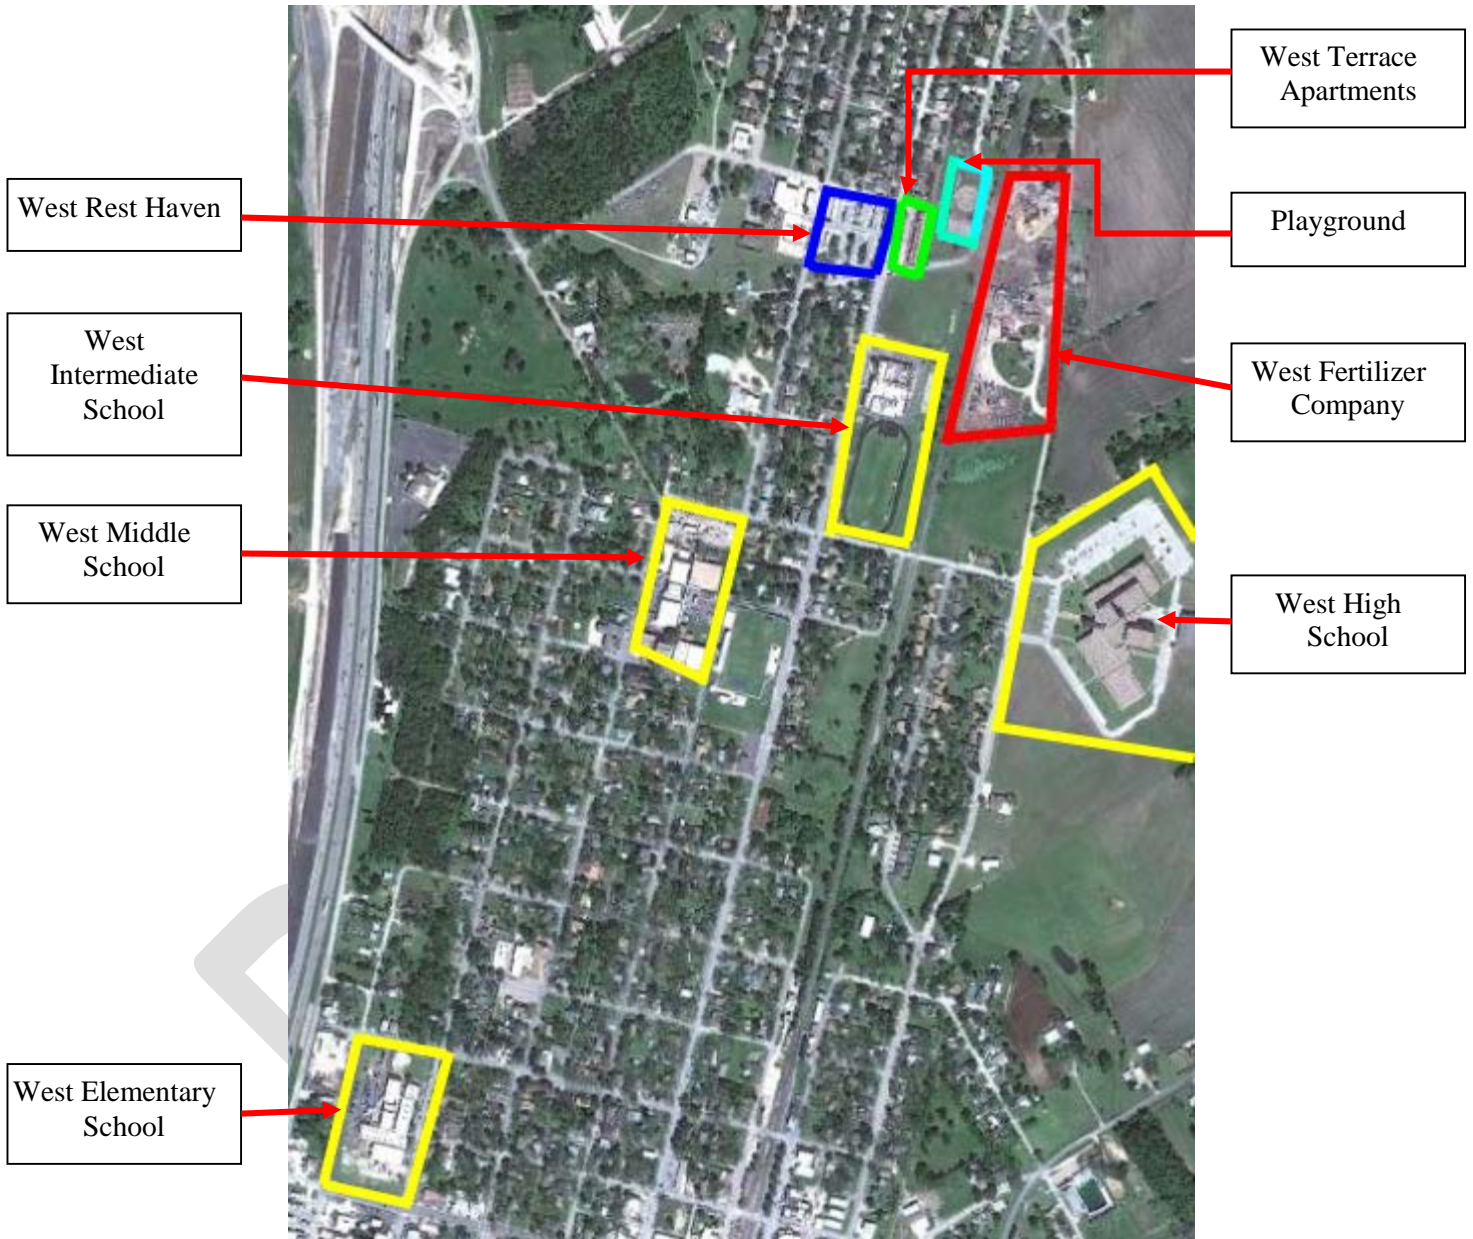 West Terrace
Apartments
West Rest Haven
Playground
West
Intermediate
School
West Fertilizer
Company
West Middle
School
West High
School
West Elementary
School